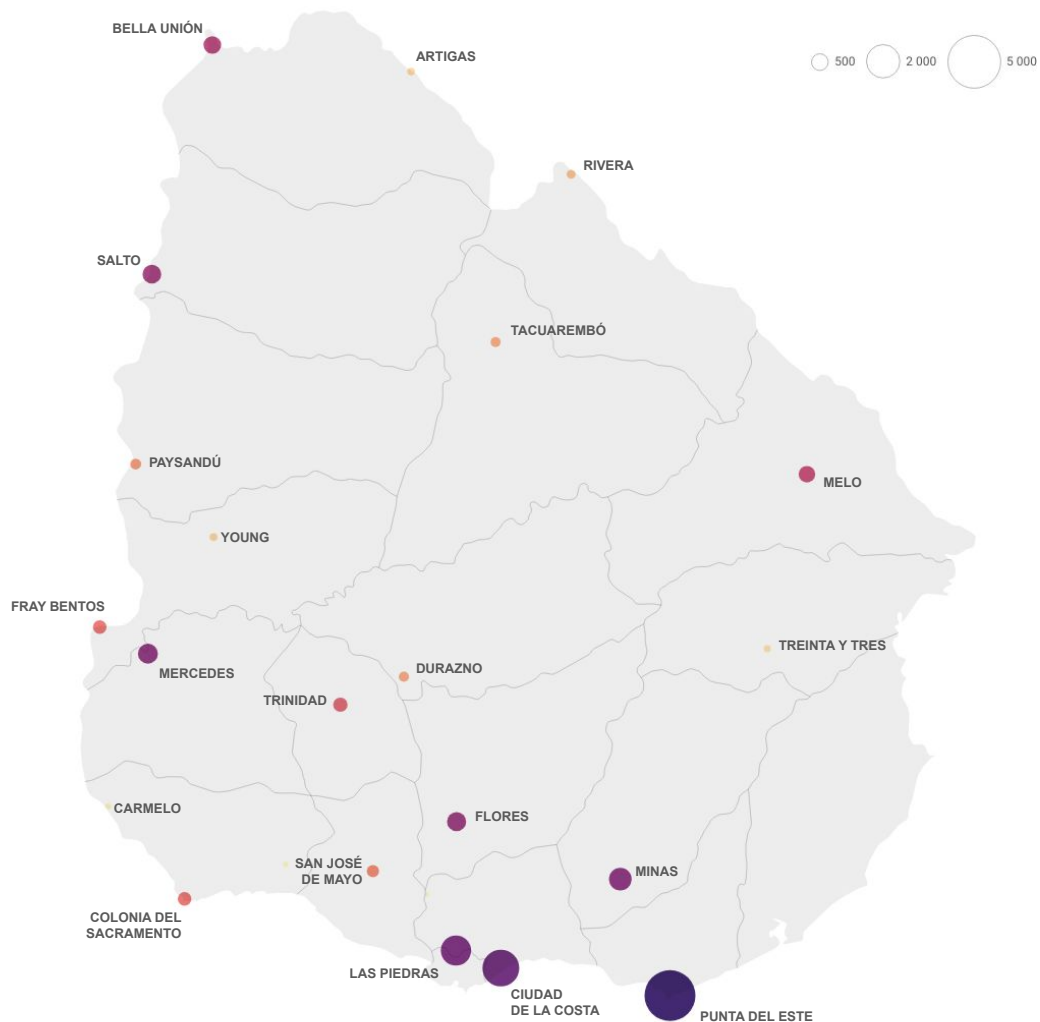 BELLA UNIÓN
ARTIGAS
500
2 000
5 000
RIVERA
SALTO
TACUAREMBÓ
PAYSANDÚ
MELO
YOUNG
FRAY BENTOS
MERCEDES
DURAZNO
TREINTA Y TRES
TRINIDAD
CARMELO
FLORES
SAN JOSÉ
DE MAYO
MINAS
COLONIA DEL
SACRAMENTO
LAS PIEDRAS
CIUDAD
DE LA COSTA
PUNTA DEL ESTE